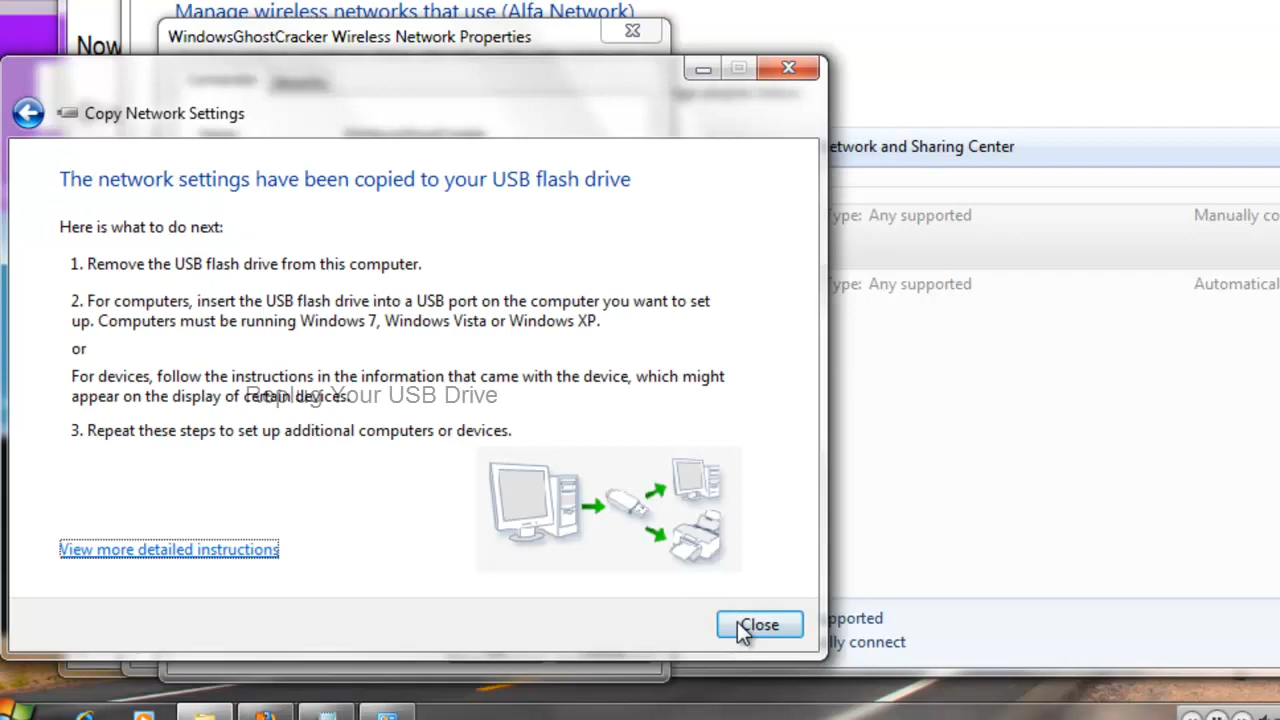 Manage wireless networks that use (Alfa Network)
Now
WindowsGhostCracker Wireless Network Properties
Copy Network Settings
etwork and Sharing Center
The network settings have been copied to your USB flash drive
Type: Any supported
Manually co
Here is what to do next:
1. Remove the USB flash drive from this computer.
Type: Any supported
Automatical
2. For computers, insert the USB flash drive into a USB port on the computer you want to set
up. Computers must be running Windows 7, Windows Vista or Windows XP.
or
For devices, follow the instructions in the information that came with the device, which might
appear on the display of certain devices.
Replug Your USB Drive
3. Repeat these steps to set up additional computers or devices.
View more detailed instructions
Close
pported
lly connect